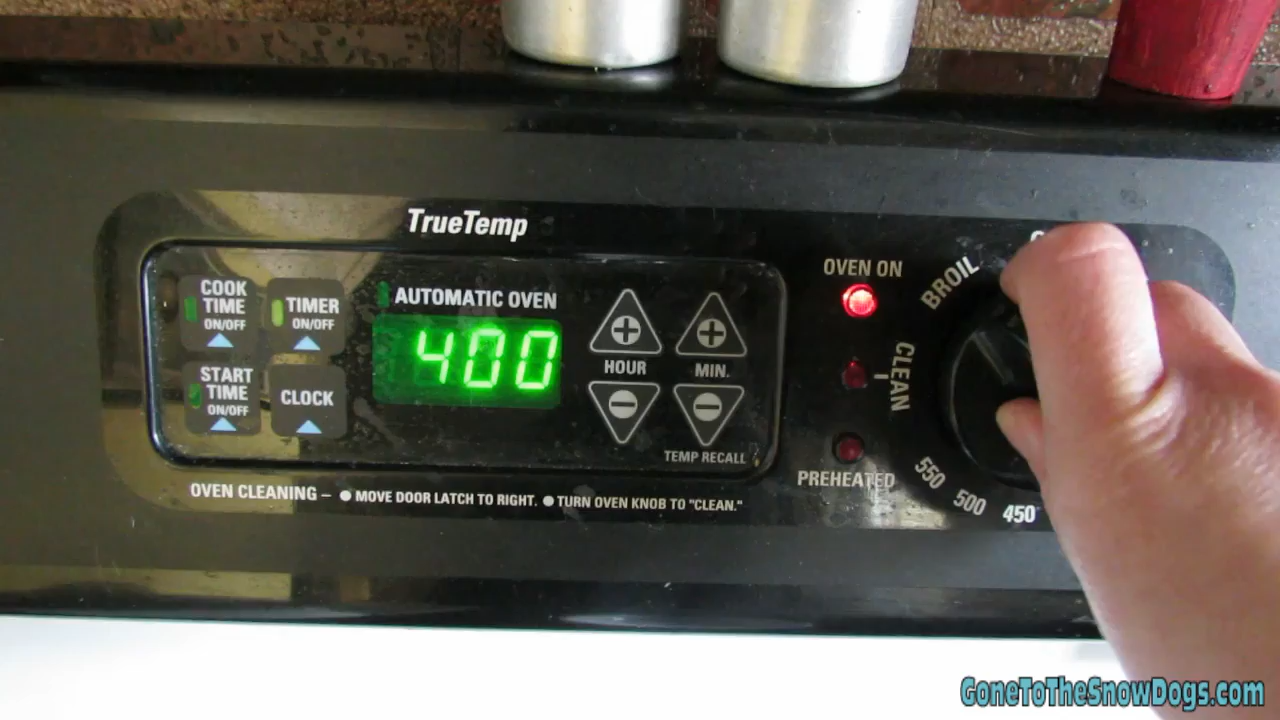 TrueTemp
COOK
TIME
ON/OFF
TIMER
ON/OFF
START
TIME
ON/OFF
CLOCK
AUTOMATIC OVEN
400
HOUR
MIN.
TEMP RECALL
OVEN ON
PREHEATED
BROIL
CLEAN
550
500
450
OVEN CLEANING – ● MOVE DOOR LATCH TO RIGHT. ● TURN OVEN KNOB TO "CLEAN."
GoneToTheSnowDogs.com